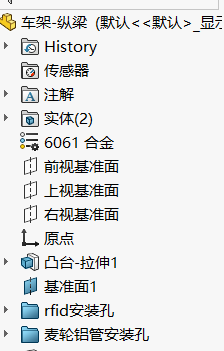 车架-纵梁 (默认<<默认>_显示
History
传感器
注解
实体(2)
6061 合金
前视基准面
上视基准面
右视基准面
原点
凸台-拉伸1
基准面1
rfid安装孔
麦轮铝管安装孔